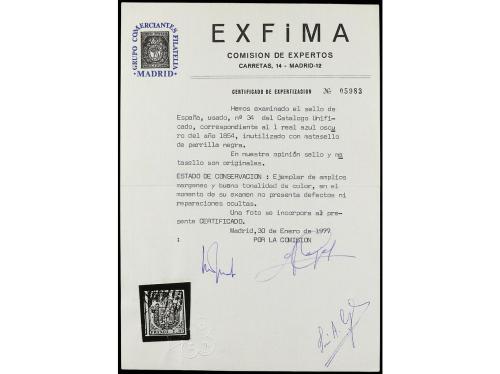 GRUPO COMERCIANTES FILATELIA
·MADRID·
EXFiMA
COMISION DE EXPERTOS
CARRETAS, 14 - MADRID-12
CERTIFICADO DE EXPERTIZACION Nº 05983
Hemos examinado el sello de
España, usado, nº 34 del Catalogo Unifi-
cado, correspondiente al 1 real azul oscu
ro del año 1854, inutilizado con matasello
de parrilla negra.
En nuestra opinión sello y ma
tasello son originales.
ESTADO DE CONSERVACION : Ejemplar de amplios
margenes y buena tonalidad de color, en el
momento de su examen no presenta defectos ni
reparaciones ocultas.
Una foto se incorpora al pre-
sente CERTIFICADO.
Madrid, 30 de Enero de 1977
: POR LA COMISION